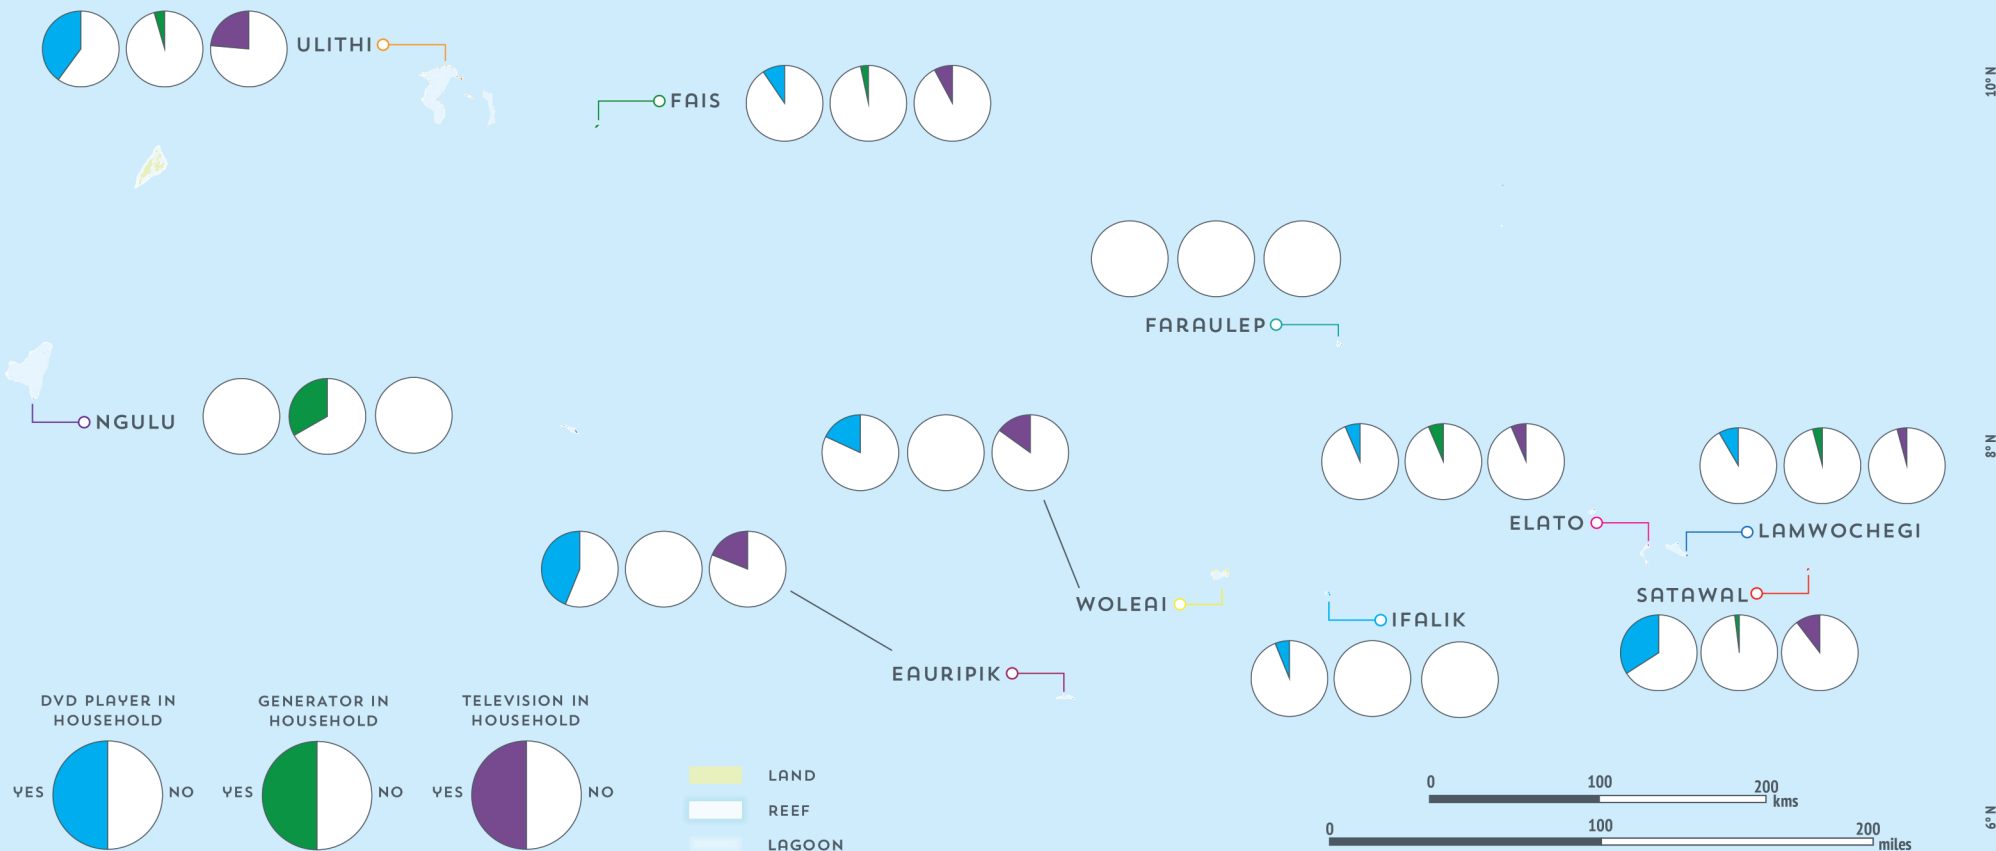 ULITHI
FAIS
10° N
FARAULEP
NGULU
8° N
ELATO
LAMWOCHEGI
SATAWAL
WOLEAI
IFALIK
EAURIPIK
DVD PLAYER IN
HOUSEHOLD
YES NO
GENERATOR IN
HOUSEHOLD
YES NO
TELEVISION IN
HOUSEHOLD
YES NO
LAND
REEF
LAGOON
0 100 200 kms
0 100 200 miles
6° N